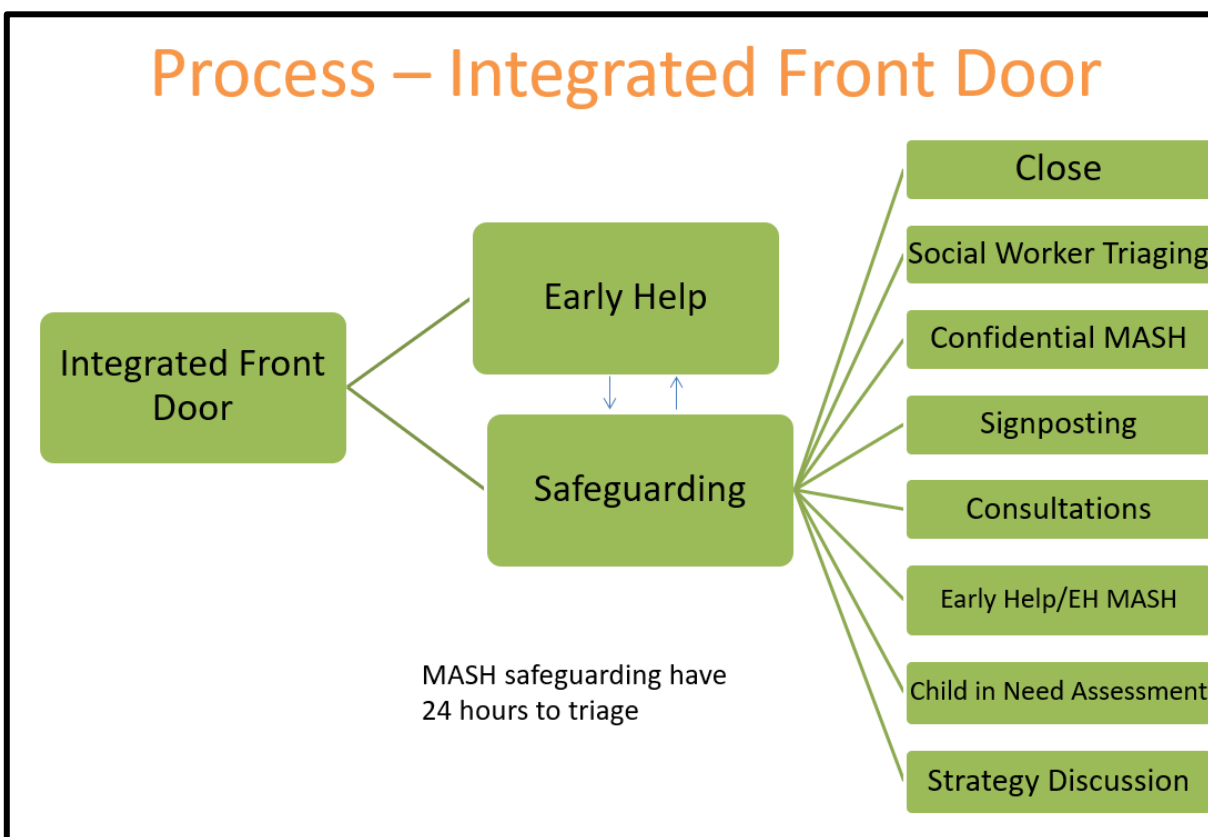 Process – Integrated Front Door
Integrated Front
Door
Early Help
Safeguarding
MASH safeguarding have
24 hours to triage
Close
Social Worker Triaging
Confidential MASH
Signposting
Consultations
Early Help/EH MASH
Child in Need Assessment
Strategy Discussion